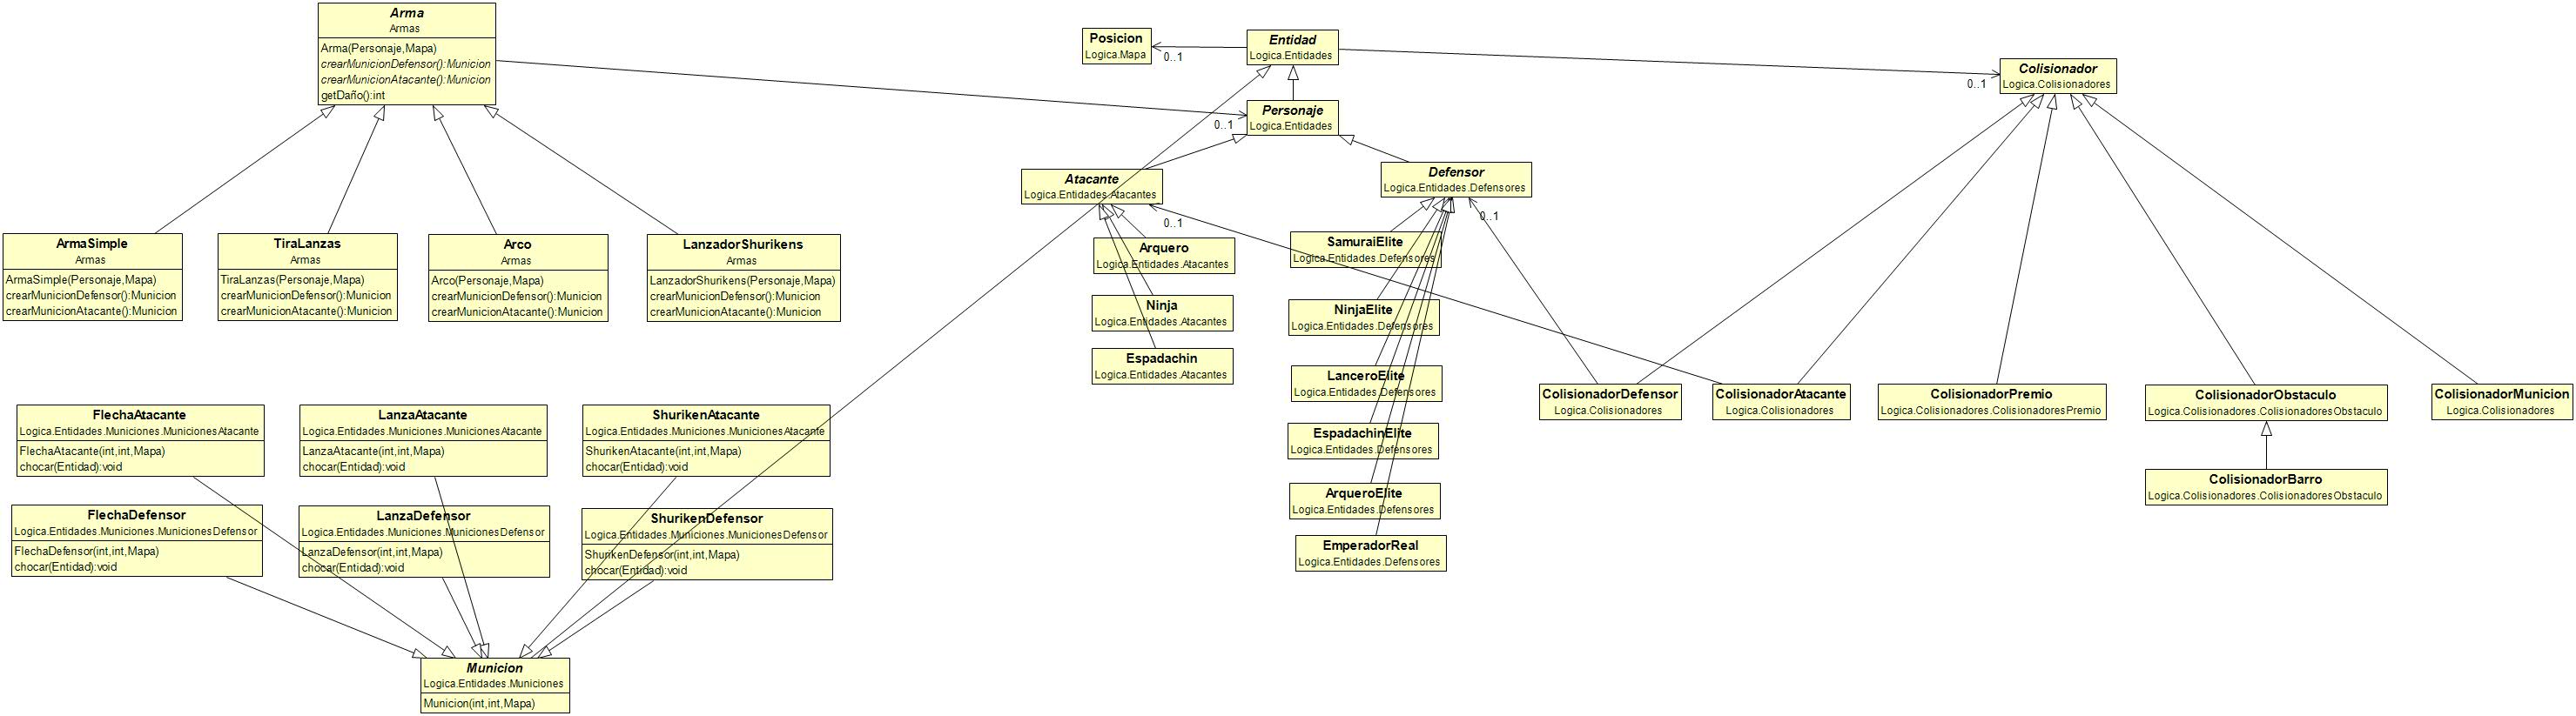 Arma
Armas
Arma(Personaje,Mapa)
crearMunicionDefensor():Municion
crearMunicionAtacante():Municion
getDaño():int
Posicion
Logica.Mapa
0..1
Entidad
Logica.Entidades
0..1
Colisionador
Logica.Colisionadores
0..1
Personaje
Logica.Entidades
Atacante
Logica.Entidades.Atacantes
0..1
Defensor
Logica.Entidades.Defensores
0..1
ArmaSimple
Armas
ArmaSimple(Personaje,Mapa)
crearMunicionDefensor():Municion
crearMunicionAtacante():Municion
TiraLanzas
Armas
TiraLanzas(Personaje,Mapa)
crearMunicionDefensor():Municion
crearMunicionAtacante():Municion
Arco
Armas
Arco(Personaje,Mapa)
crearMunicionDefensor():Municion
crearMunicionAtacante():Municion
LanzadorShurikens
Armas
LanzadorShurikens(Personaje,Mapa)
crearMunicionDefensor():Municion
crearMunicionAtacante():Municion
Arquero
Logica.Entidades.Atacantes
Ninja
Logica.Entidades.Atacantes
Espadachin
Logica.Entidades.Atacantes
SamuraiElite
Logica.Entidades.Defensores
NinjaElite
Logica.Entidades.Defensores
LanceroElite
Logica.Entidades.Defensores
EspadachinElite
Logica.Entidades.Defensores
ArqueroElite
Logica.Entidades.Defensores
EmperadorReal
Logica.Entidades.Defensores
ColisionadorDefensor
Logica.Colisionadores
ColisionadorAtacante
Logica.Colisionadores
ColisionadorPremio
Logica.Colisionadores.ColisionadoresPremio
ColisionadorObstaculo
Logica.Colisionadores.ColisionadoresObstaculo
ColisionadorMunicion
Logica.Colisionadores
ColisionadorBarro
Logica.Colisionadores.ColisionadoresObstaculo
FlechaAtacante
Logica.Entidades.Municiones.MunicionesAtacante
FlechaAtacante(int,int,Mapa)
chocar(Entidad):void
LanzaAtacante
Logica.Entidades.Municiones.MunicionesAtacante
LanzaAtacante(int,int,Mapa)
chocar(Entidad):void
ShurikenAtacante
Logica.Entidades.Municiones.MunicionesAtacante
ShurikenAtacante(int,int,Mapa)
chocar(Entidad):void
FlechaDefensor
Logica.Entidades.Municiones.MunicionesDefensor
FlechaDefensor(int,int,Mapa)
chocar(Entidad):void
LanzaDefensor
Logica.Entidades.Municiones.MunicionesDefensor
LanzaDefensor(int,int,Mapa)
chocar(Entidad):void
ShurikenDefensor
Logica.Entidades.Municiones.MunicionesDefensor
ShurikenDefensor(int,int,Mapa)
chocar(Entidad):void
Municion
Logica.Entidades.Municiones
Municion(int,int,Mapa)